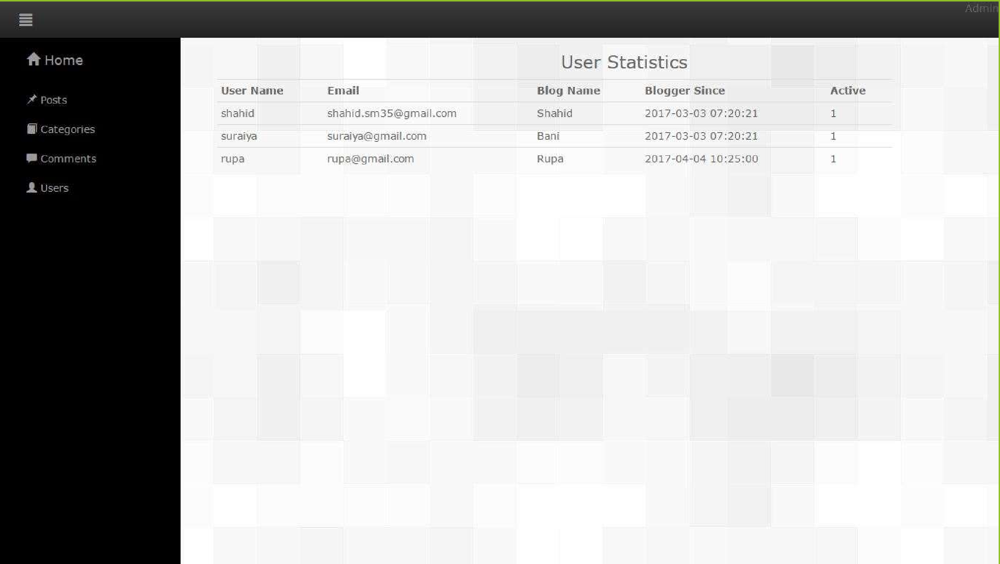 Admin
Home
Posts
Categories
Comments
Users
User Statistics
User Name Email Blog Name Blogger Since Active
shahid shahid.sm35@gmail.com Shahid 2017-03-03 07:20:21 1
suraiya suraiya@gmail.com Bani 2017-03-03 07:20:21 1
rupa rupa@gmail.com Rupa 2017-04-04 10:25:00 1